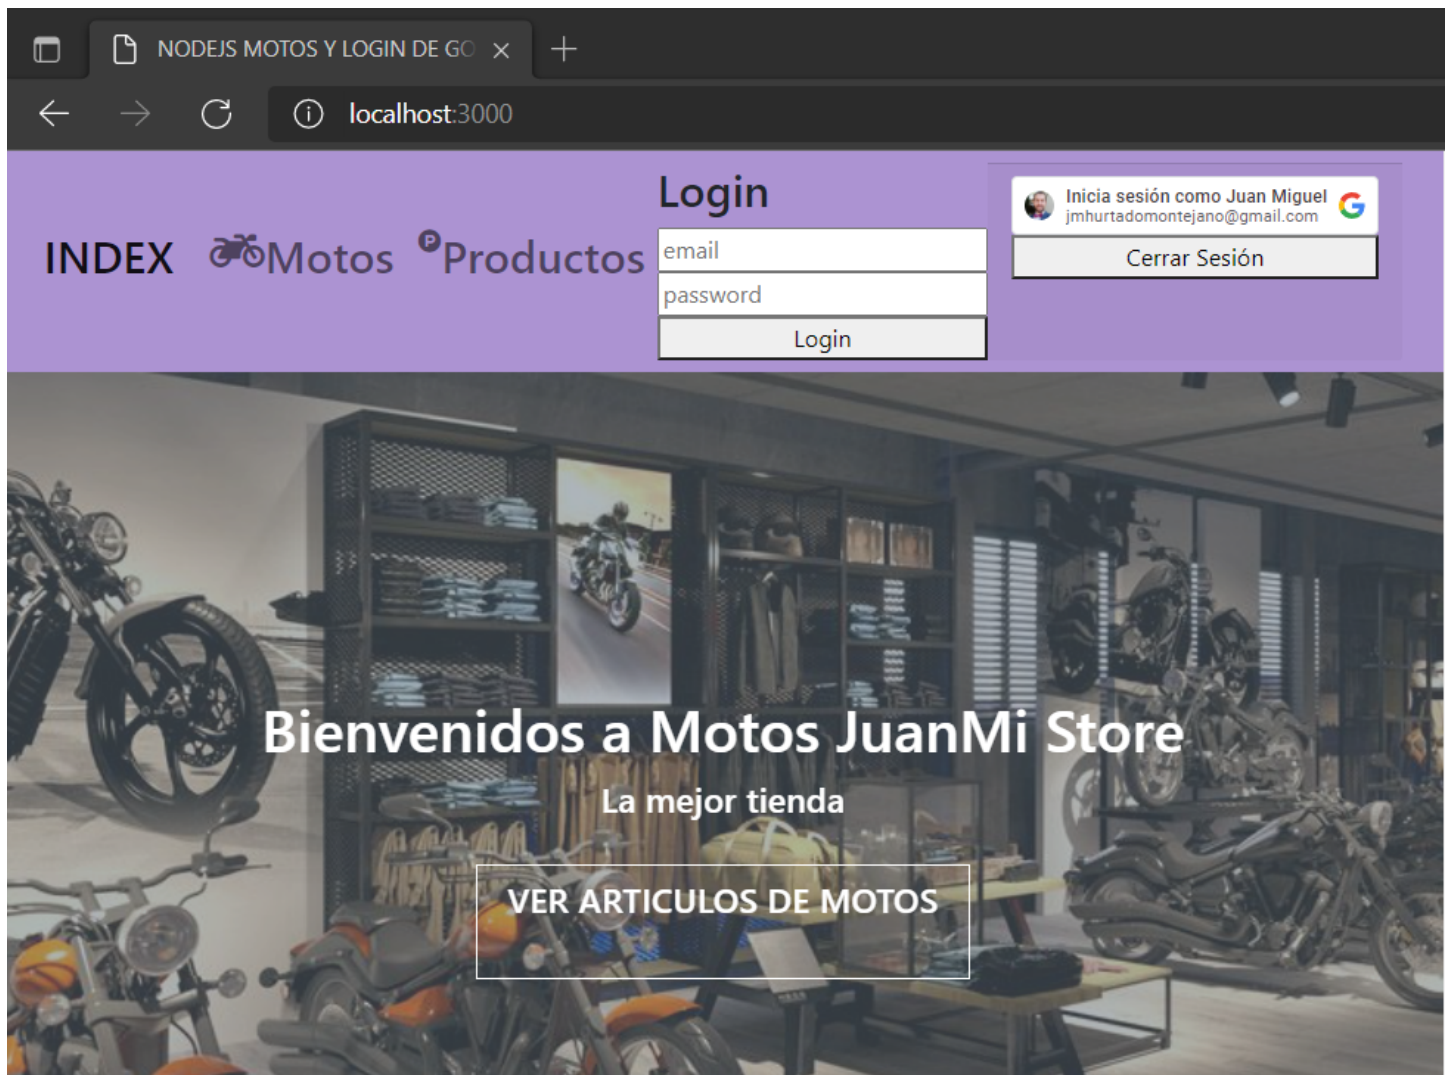 NODEJS MOTOS Y LOGIN DE GO
localhost:3000
INDEX
Motos
P
Productos
Login
email
password
Login
Inicia sesión como Juan Miguel
jmhurtadomontejano@gmail.com
Cerrar Sesión
Bienvenidos a Motos JuanMi Store
La mejor tienda
VER ARTICULOS DE MOTOS